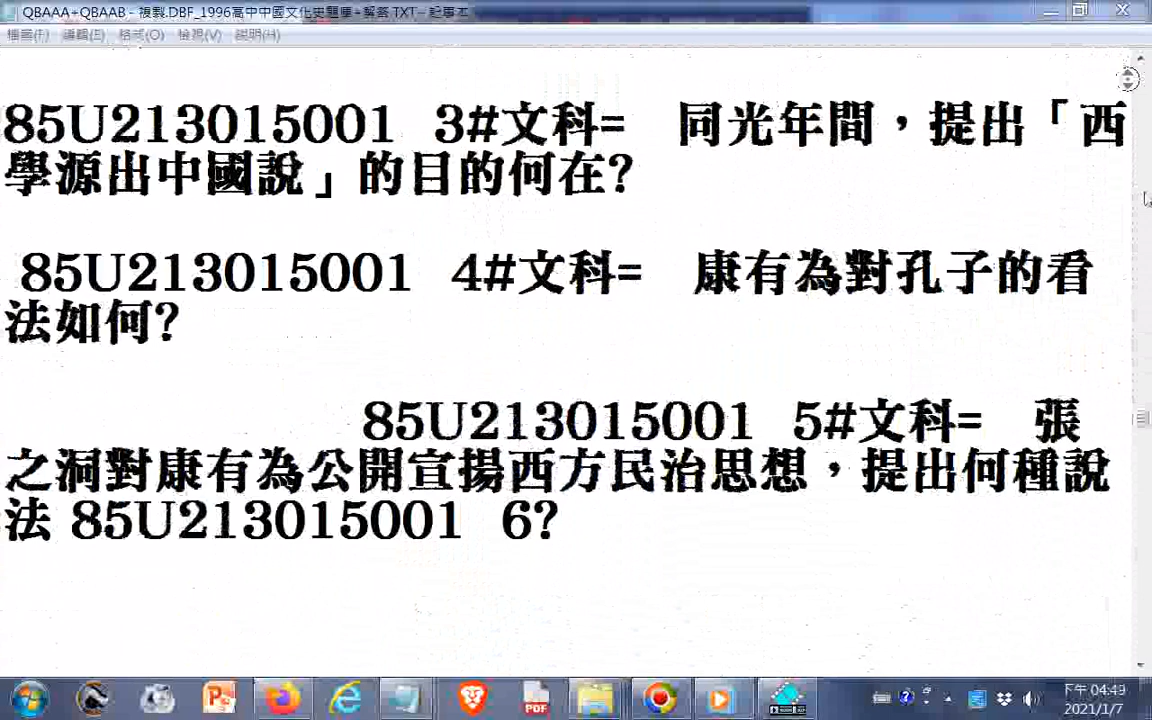 QBAAA+QBAAB - 複製.DBF_1996高中中國文化史題庫+解答.TXT - 記事本
檔案(F) 編輯(E) 格式(O) 檢視(V) 說明(H)
85U213015001 3#文科= 同光年間，提出「西
學源出中國說」的目的何在?
85U213015001 4#文科= 康有為對孔子的看
法如何?
85U213015001 5#文科= 張
之洞對康有為公開宣揚西方民治思想，提出何種說
法 85U213015001 6?
PDF
下午 04:49
2021/1/7